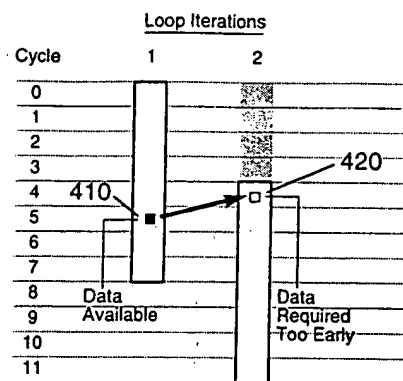 Loop Iterations
Cycle 1 2
0
1
2
3
420
4
410
5
6
7
8 Data Data
Available Required
9
Too Early
10
11